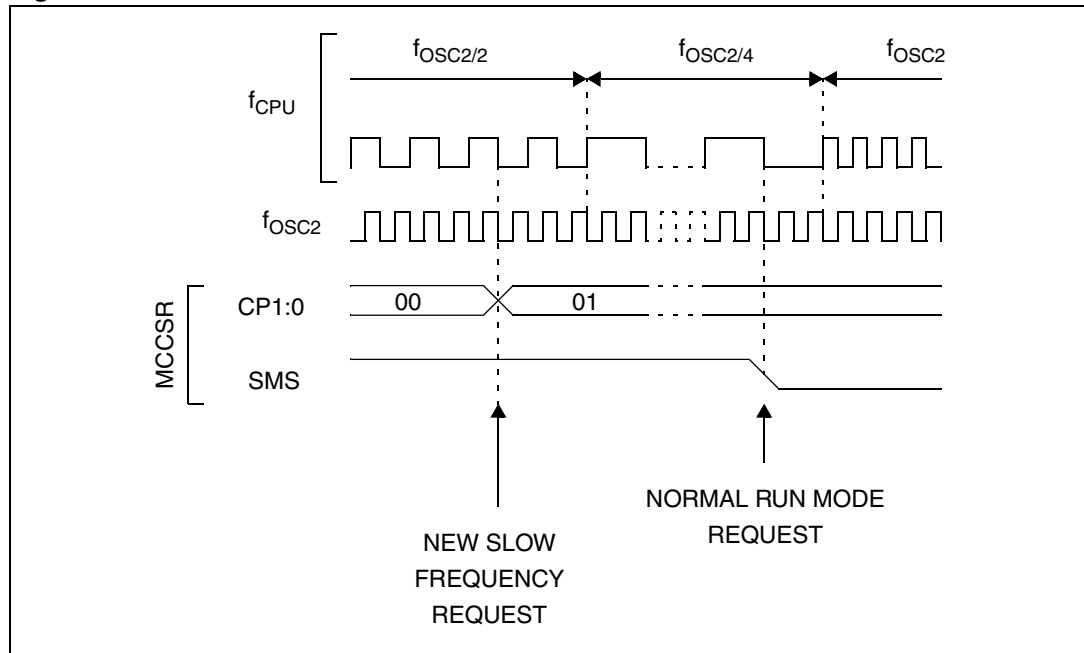 fOSC2/2 fOSC2/4 fOSC2
fCPU
fOSC2
MCCSR
CP1:0 00 01
SMS
NEW SLOW
FREQUENCY
REQUEST
NORMAL RUN MODE
REQUEST